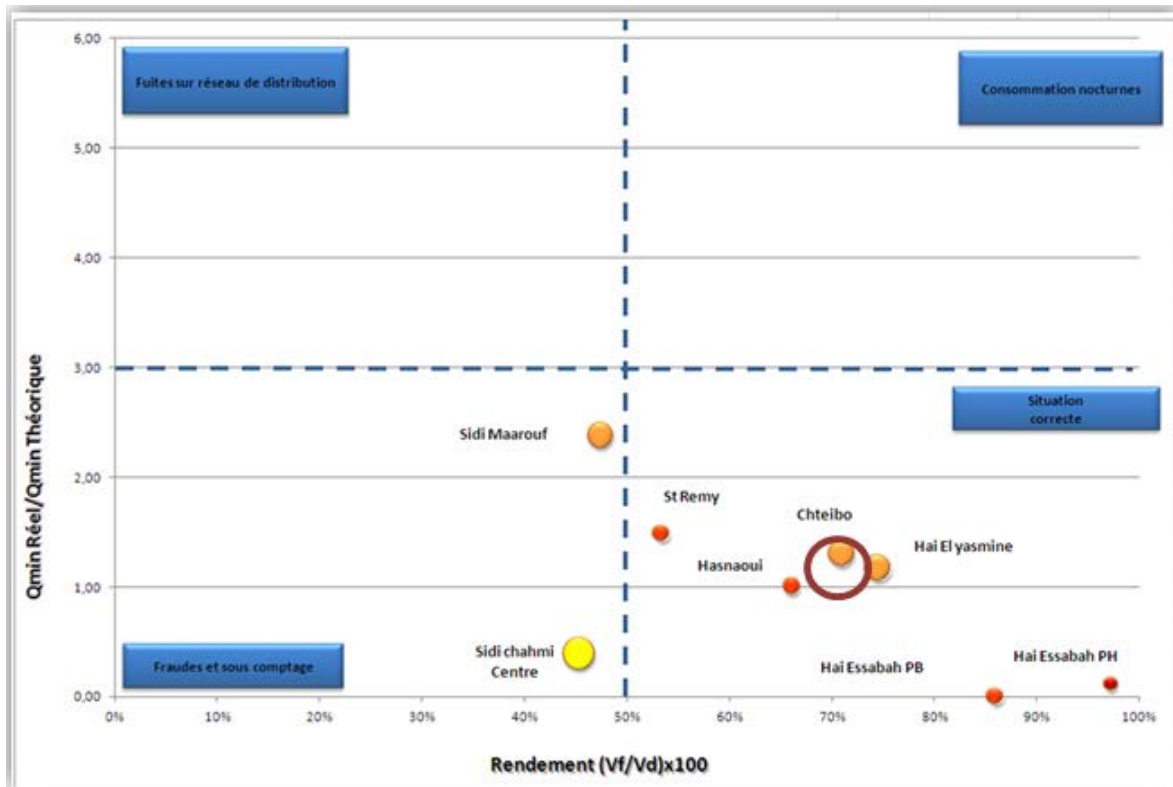 6,00
Fuites sur réseau de distribution
Consommation nocturnes
5,00
4,00
3,00
Situation
correcte
Sidi Maarouf
2,00
St Remy
Chteibo
Hai El yasmine
Hasnaoui
1,00
Sidi chahmi
Centre
Fraudes et sous comptage
Hai Essabah PB
Hai Essabah PH
0,00
0%
10%
20%
30%
40%
50%
60%
70%
80%
90%
100%
Qmin Réel/Qmin Théorique
Rendement (Vf/Vd)x100